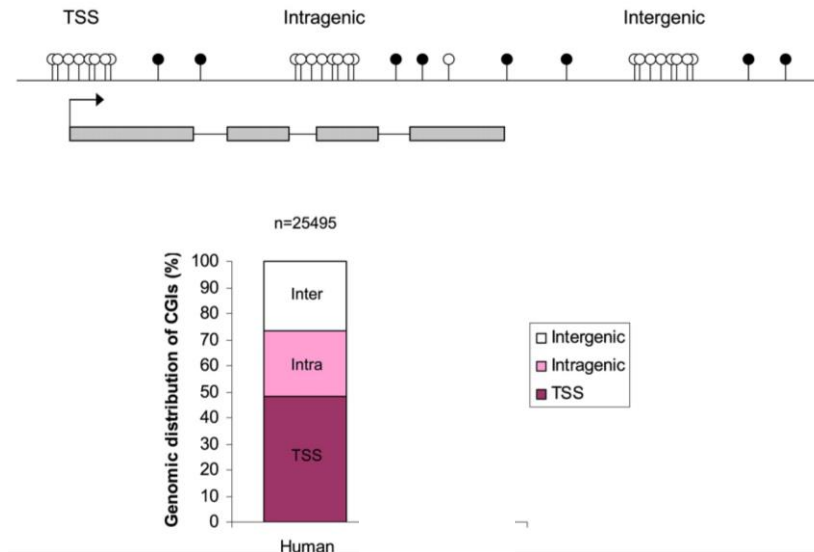 TSS Intragenic Intergenic
n=25495
Genomic distribution of CGIs (%)
100
90
80
70
60
50
40
30
20
10
0
Inter
Intra
TSS
Human
Intergenic
Intragenic
TSS